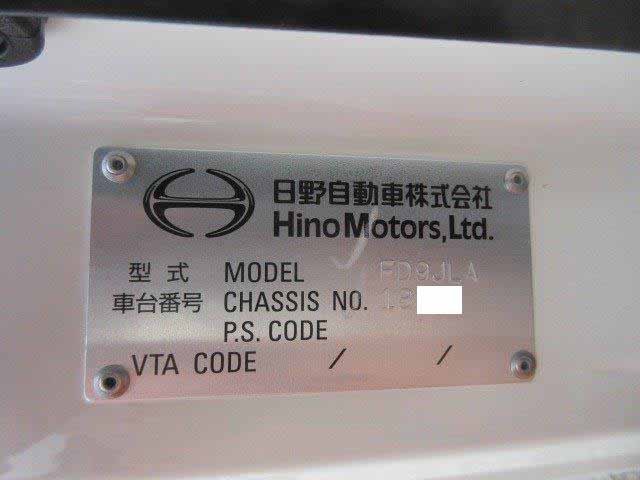 日野自動車株式会社
Hino Motors, Ltd.
型式 MODEL FD9JLA
車台番号 CHASSIS NO. 18
P.S. CODE
VTA CODE / /